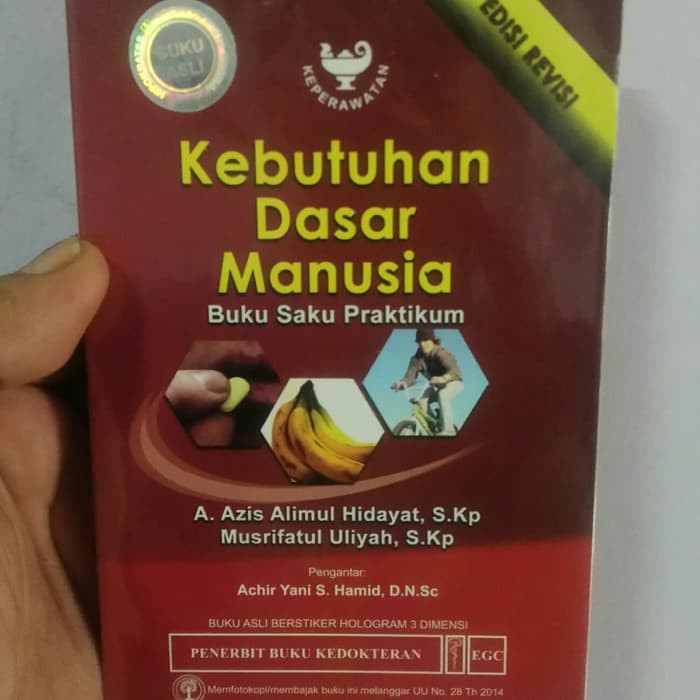 BUKU
ASLI
KEPERAWATAN
EDISI REVISI
Kebutuhan
Dasar
Manusia
Buku Saku Praktikum
A. Azis Alimul Hidayat, S.Kp
Musrifatul Uliyah, S.Kp
Pengantar:
Achir Yani S. Hamid, D.N.Sc
BUKU ASLI BERSTIKER HOLOGRAM 3 DIMENSI
PENERBIT BUKU KEDOKTERAN EGC
Memfotokopi/membajak buku ini melanggar UU No. 28 Th 2014